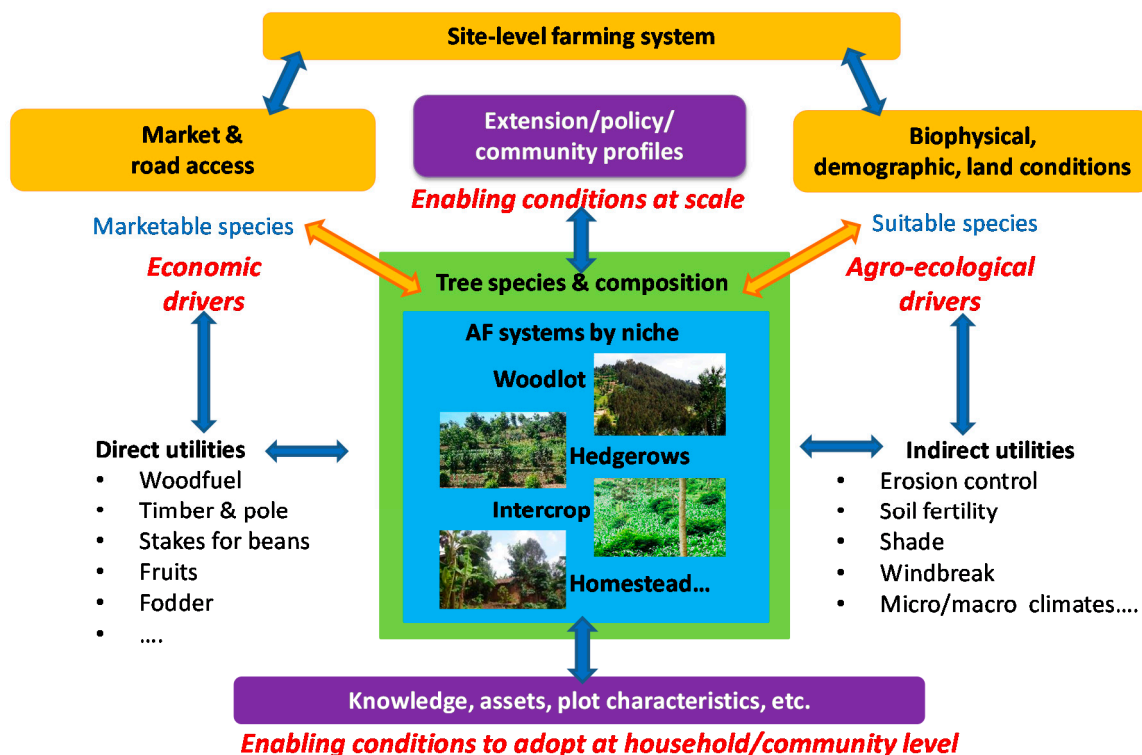 Site-level farming system
Market &
road access
Extension/policy/
community profiles
Biophysical,
demographic, land conditions
Enabling conditions at scale
Marketable species
Suitable species
Economic
drivers
Agro-ecological
drivers
Tree species & composition
AF systems by niche
Woodlot
Hedgerows
Intercrop
Homestead...
Direct utilities
• Woodfuel
• Timber & pole
• Stakes for beans
• Fruits
• Fodder
• ....
Indirect utilities
• Erosion control
• Soil fertility
• Shade
• Windbreak
• Micro/macro climates....
Knowledge, assets, plot characteristics, etc.
Enabling conditions to adopt at household/community level